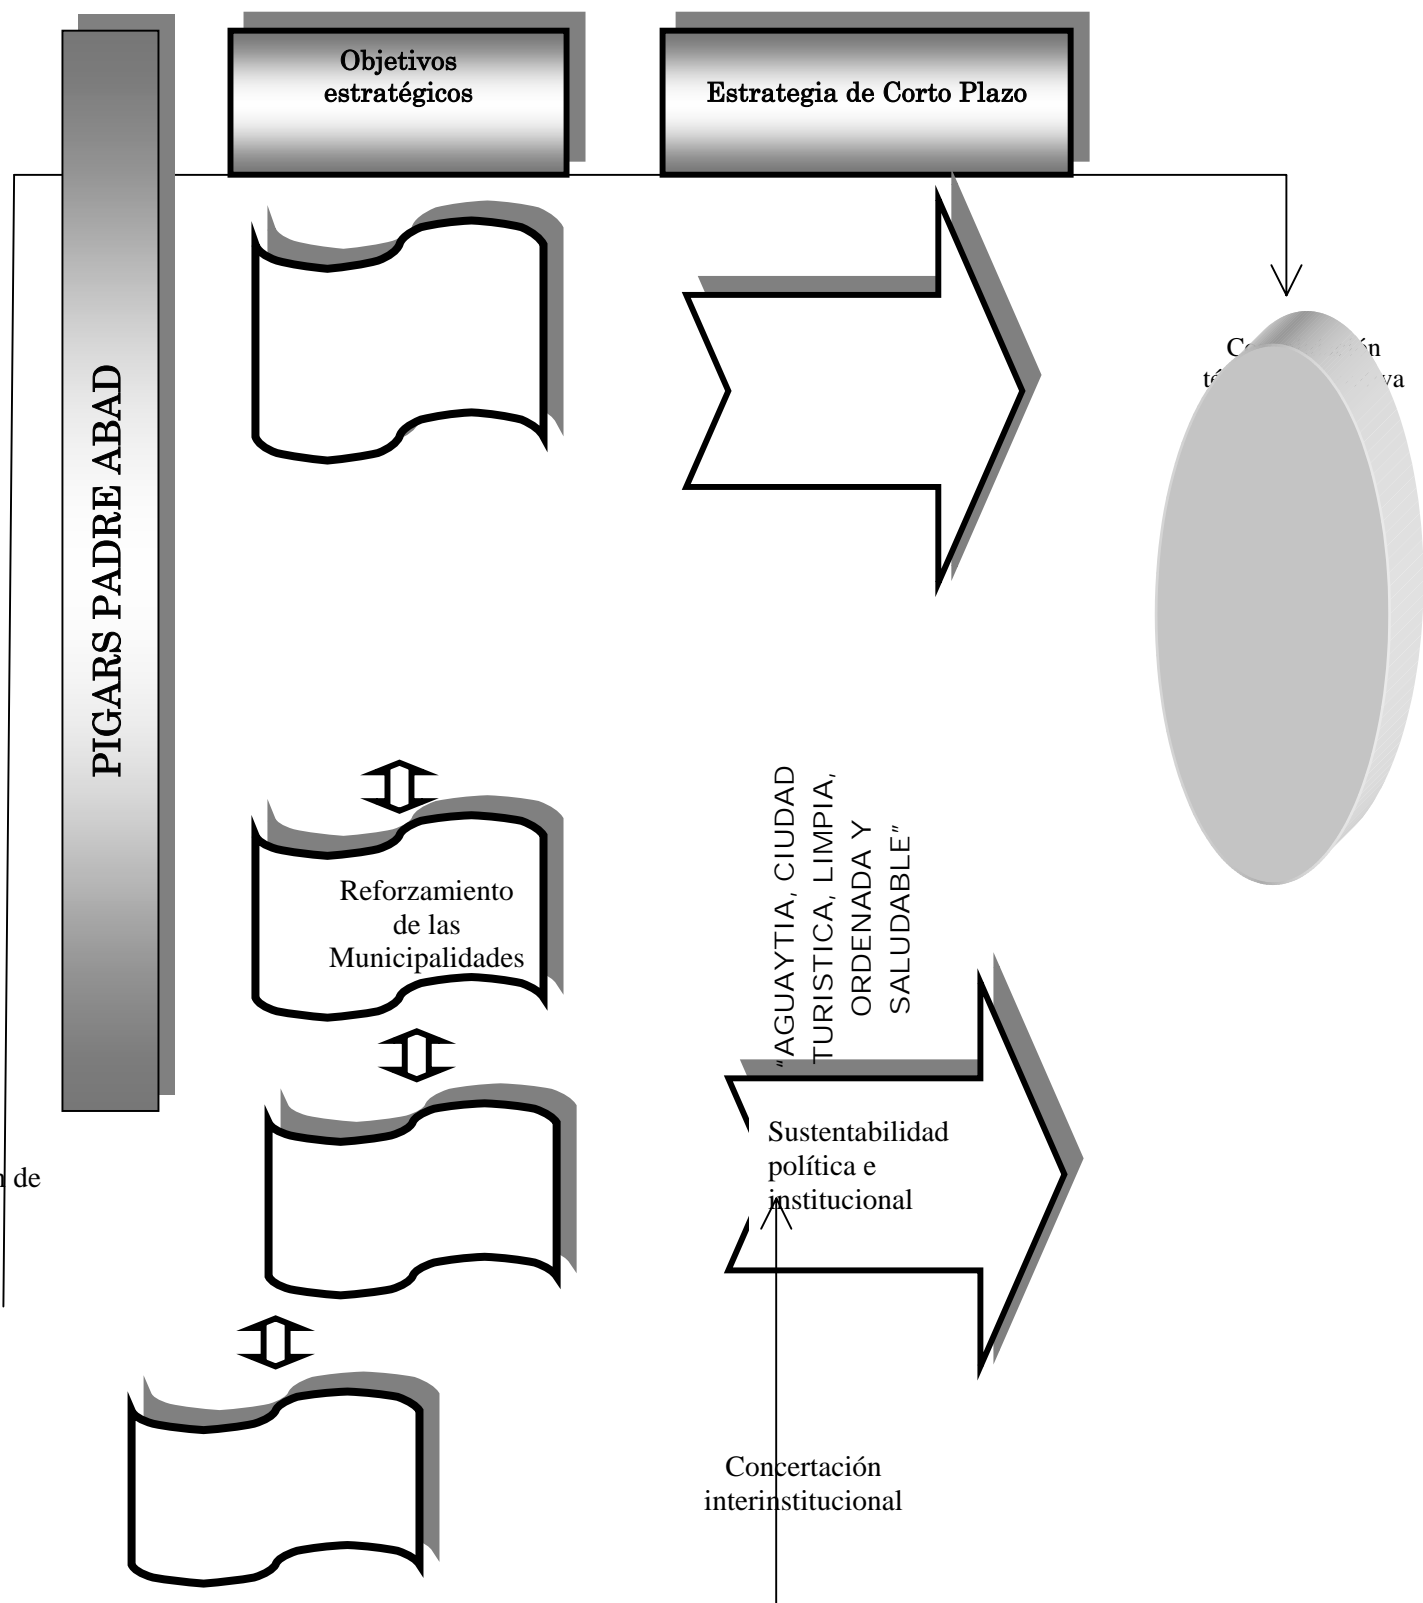 Objetivos
estratégicos
Estrategia de Corto Plazo
PIGARS PADRE ABAD
Reforzamiento
de las
Municipalidades
"AGUAYTIA, CIUDAD
TURISTICA, LIMPIA,
ORDENADA Y
SALUDABLE"
Sustentabilidad
política e
institucional
de
Concertación
interinstitucional